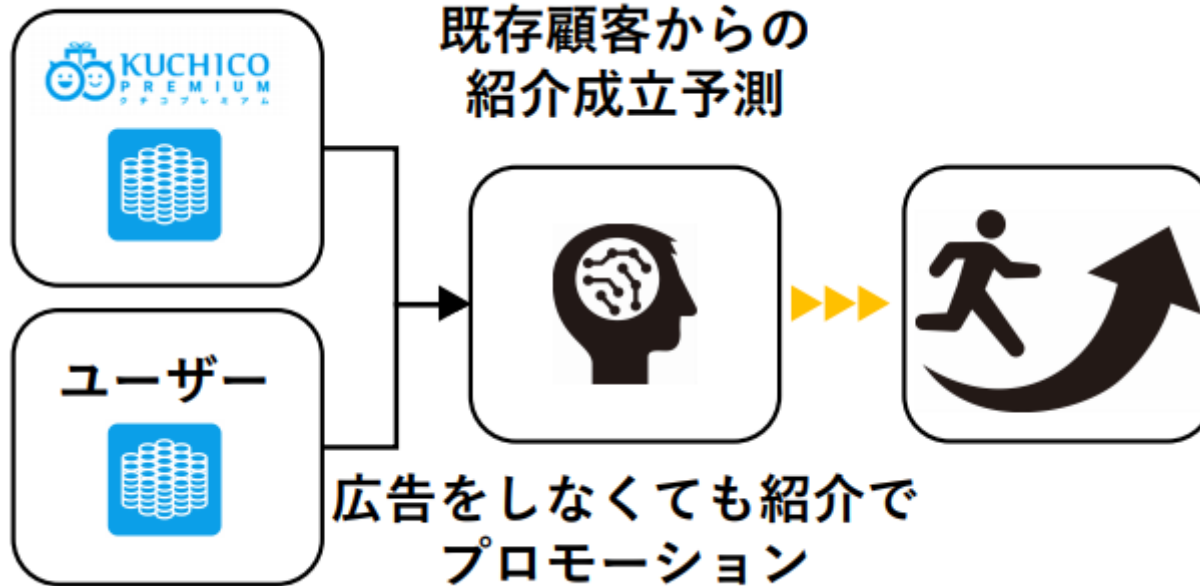 KUCHICO
PREMIUM
クチコプレミアム
既存顧客からの
紹介成立予測
ユーザー
広告をしなくても紹介で
プロモーション